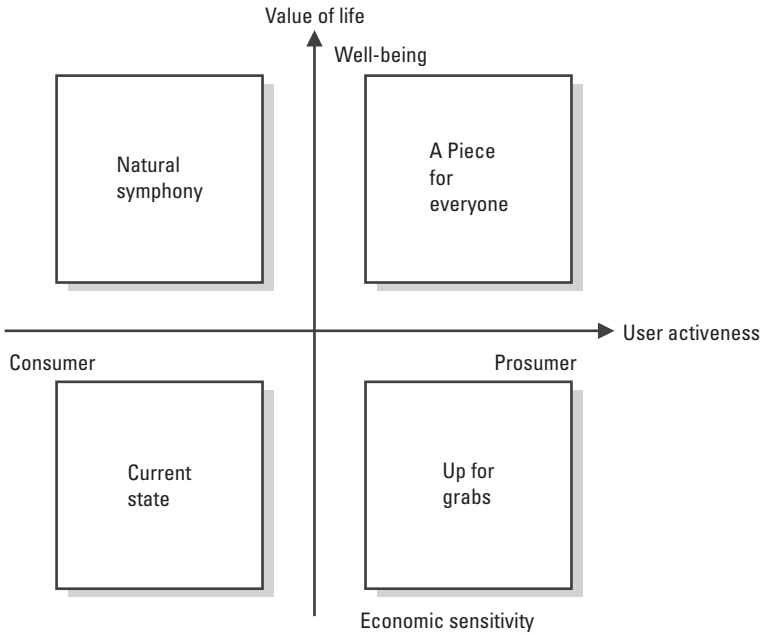 Value of life
Well-being
Natural
symphony
A Piece
for
everyone
User activeness
Consumer
Prosumer
Current
state
Up for
grabs
Economic sensitivity